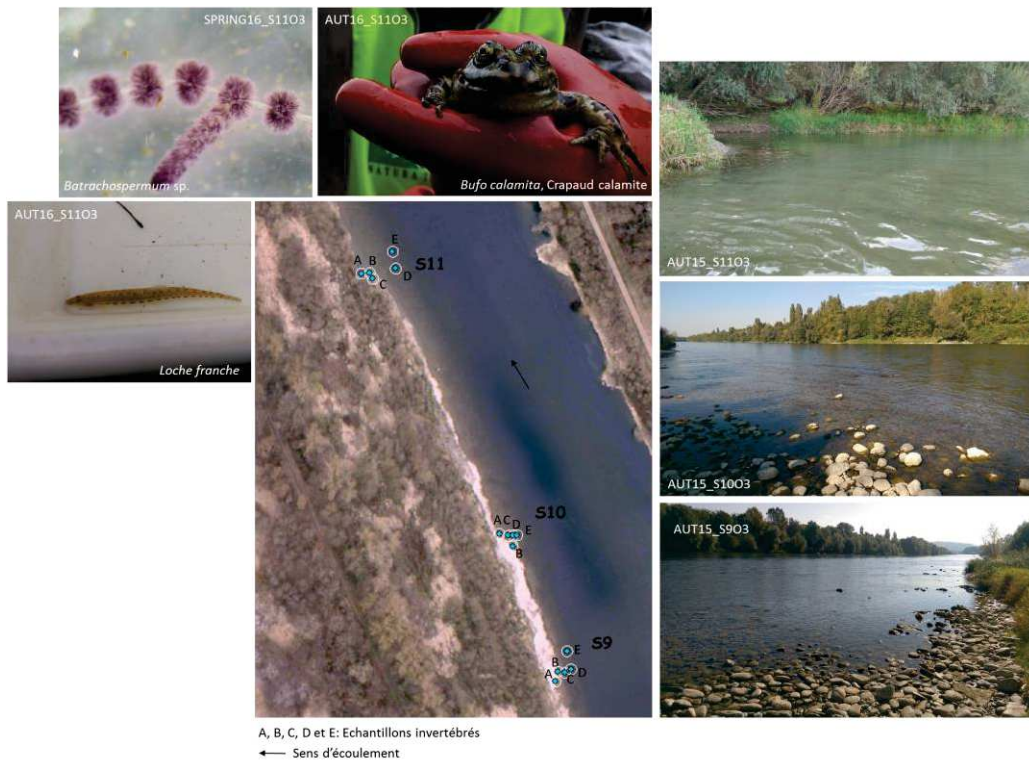 SPRING16_S11O3
Batrachospermum sp.
AUT16_S11O3
NATURA
Bufo calamita, Crapaud calamite
AUT15_S11O3
AUT16_S11O3
Loche franche
E
A B
S11
D
C
AUT15_S10O3
S10
A C D
E
B
AUT15_S9O3
S9
E
B
D
A
C
A, B, C, D et E: Echantillons invertébrés
Sens d'écoulement